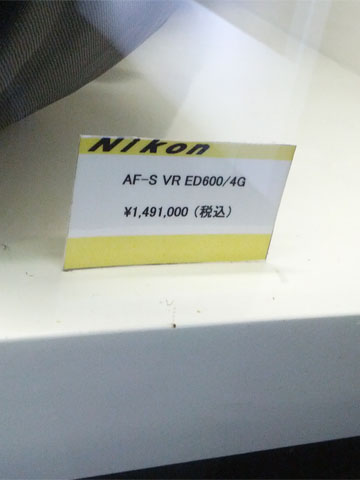 Nikon
AF-S VR ED600/4G
¥1,491,000（税込）